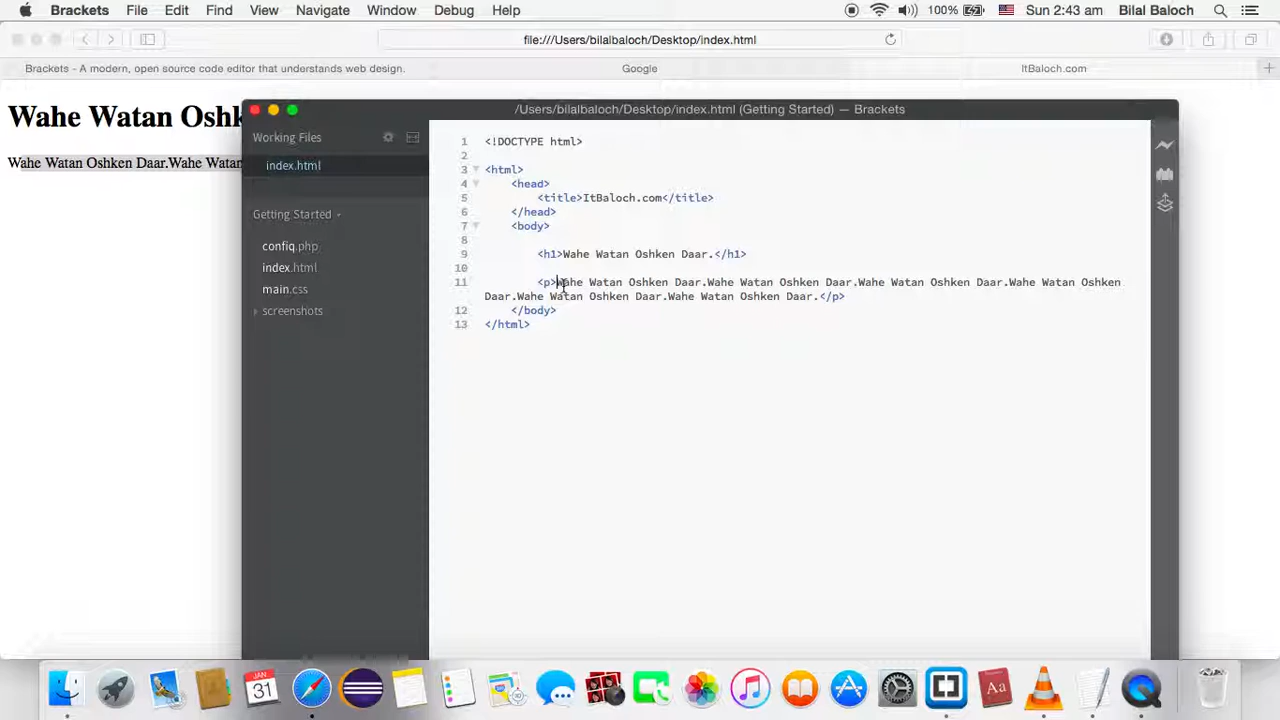 Brackets File Edit Find View Navigate Window Debug Help 100% Sun 2:43 am Bilal Baloch
file:///Users/bilalbaloch/Desktop/index.html
Brackets - A modern, open source code editor that understands web design. Google ItBaloch.com
Wahe Watan Oshk
Wahe Watan Oshken Daar.Wahe Watan
/Users/bilalbaloch/Desktop/index.html (Getting Started) — Brackets
Working Files
index.html
Getting Started
config.php
index.html
main.css
screenshots
1 <!DOCTYPE html>
2
3 <html>
4 <head>
5 <title>ItBaloch.com</title>
6 </head>
7 <body>
8
9 <h1>Wahe Watan Oshken Daar.</h1>
10
11 <p>Wahe Watan Oshken Daar.Wahe Watan Oshken Daar.Wahe Watan Oshken Daar.Wahe Watan Oshken
Daar.Wahe Watan Oshken Daar.Wahe Watan Oshken Daar.</p>
12 </body>
13 </html>
JAN
31
Aa